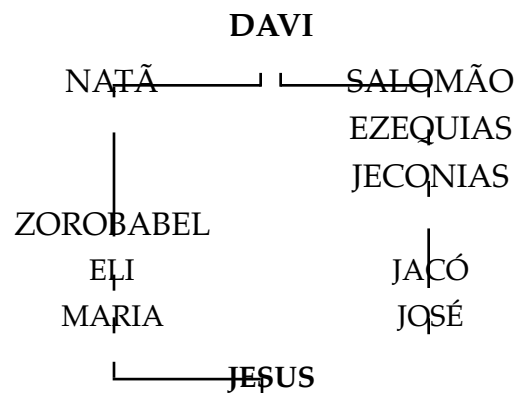 DAVI
NATÃ SALOMÃO
EZEQUIAS
JECONIAS
ZOROBABEL
ELI JACÓ
MARIA JOSÉ
JESUS